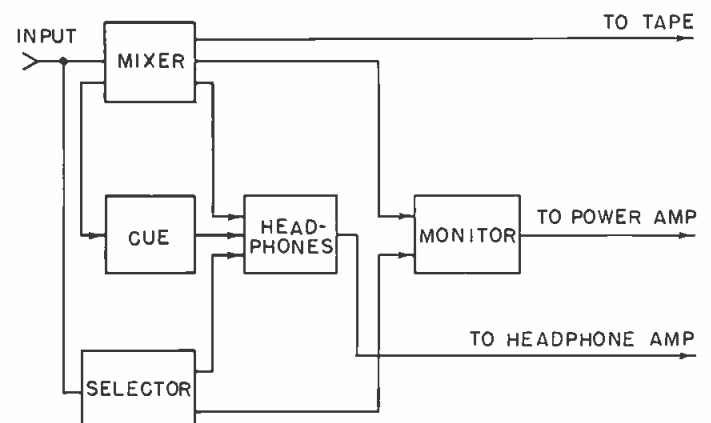 TO TAPE
INPUT
MIXER
CUE
HEAD-
PHONES
MONITOR
TO POWER AMP
TO HEADPHONE AMP
SELECTOR